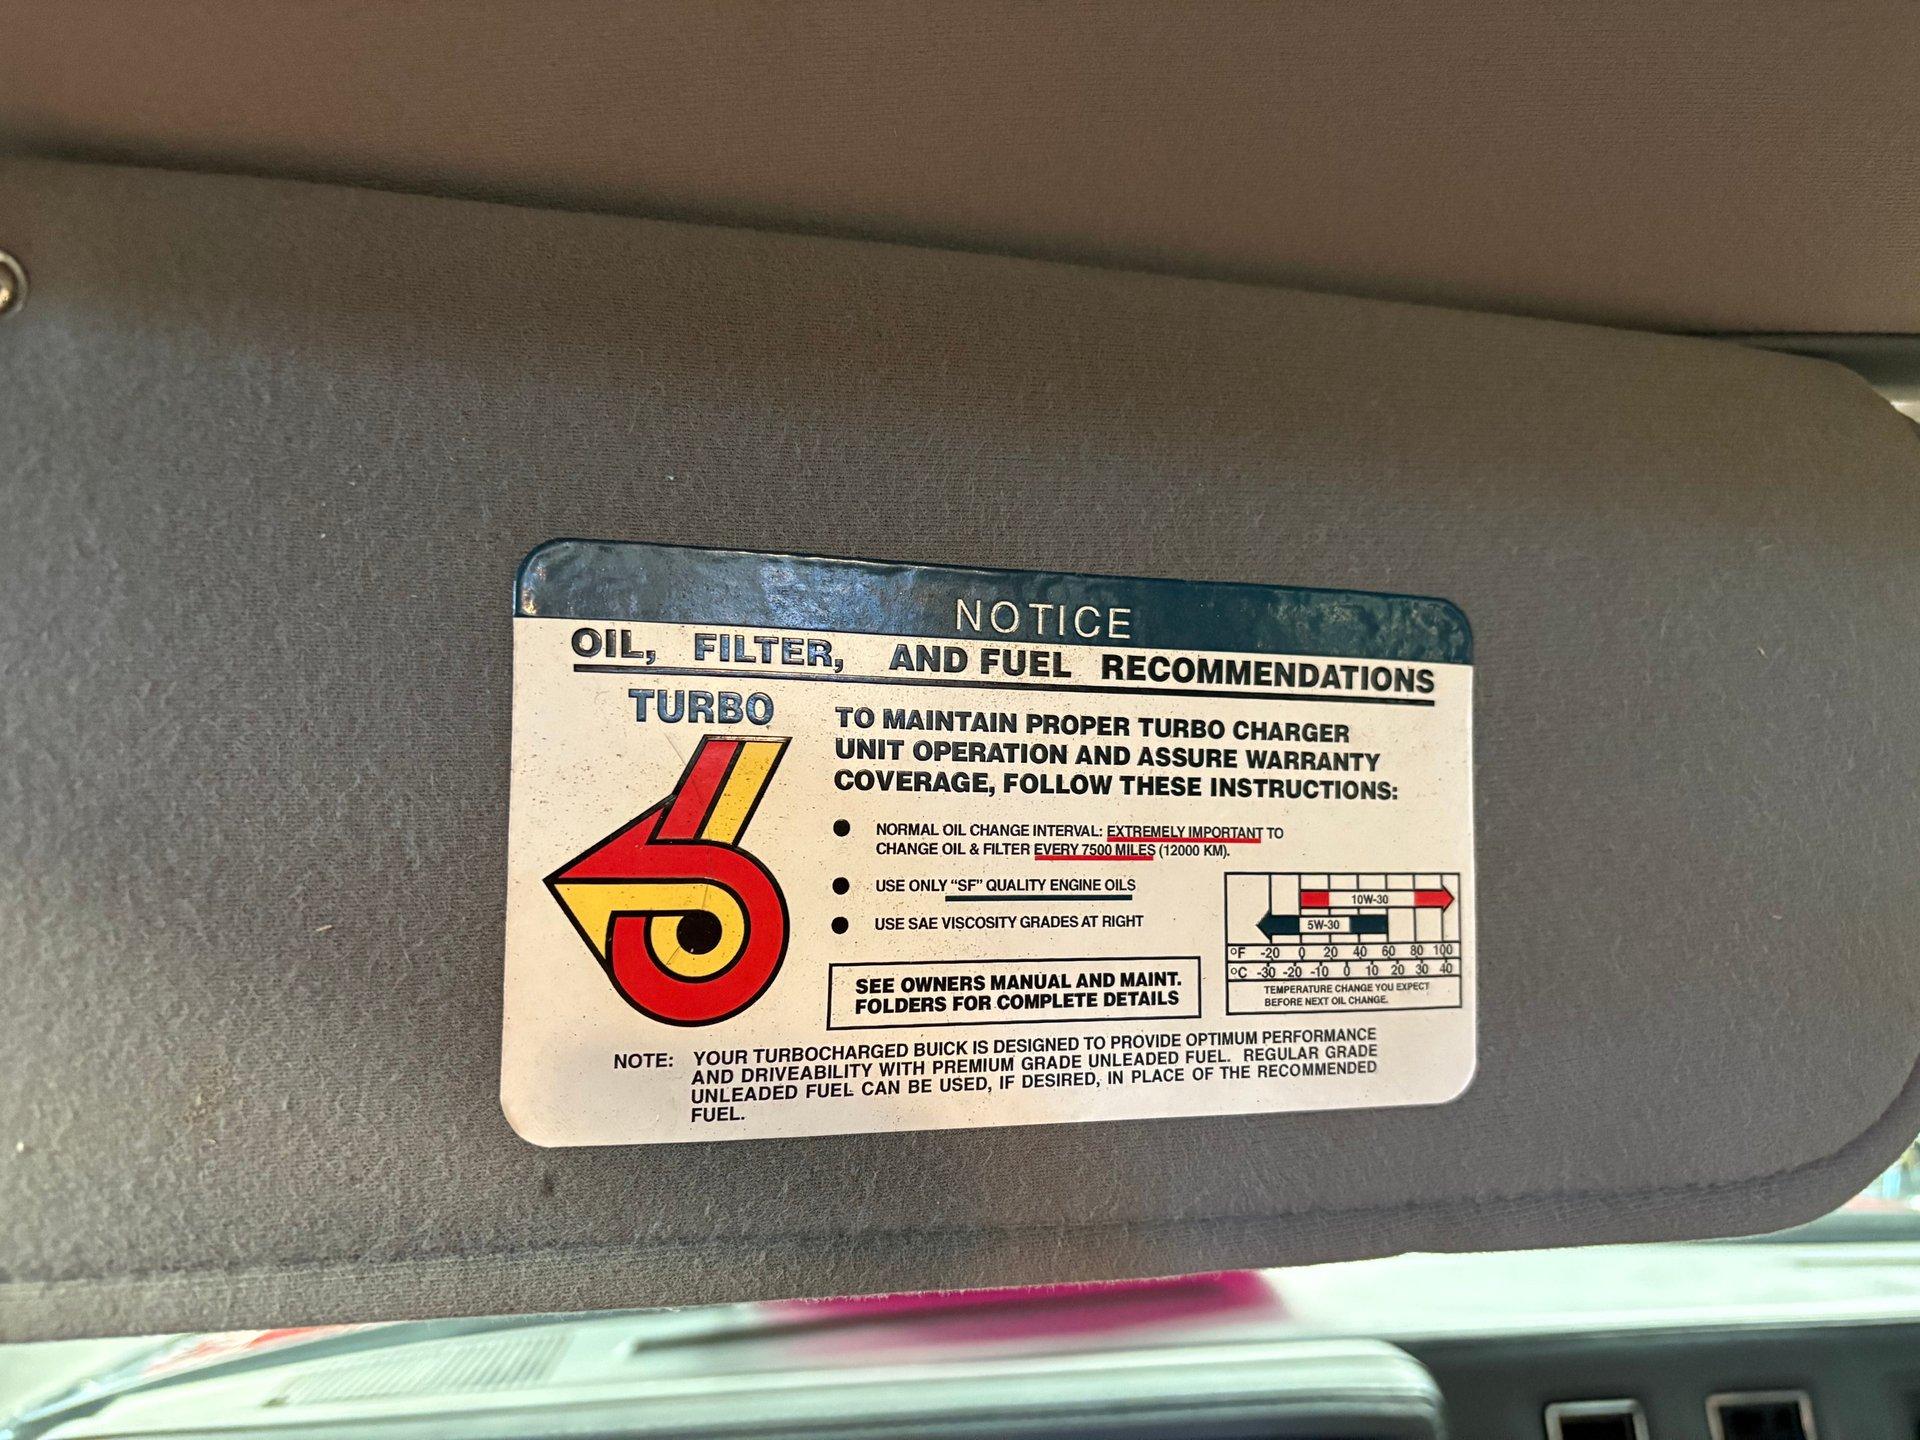 NOTICE
OIL, FILTER, AND FUEL RECOMMENDATIONS
TURBO
TO MAINTAIN PROPER TURBO CHARGER
UNIT OPERATION AND ASSURE WARRANTY
COVERAGE, FOLLOW THESE INSTRUCTIONS:
● NORMAL OIL CHANGE INTERVAL: EXTREMELY IMPORTANT TO
CHANGE OIL & FILTER EVERY 7500 MILES (12000 KM).
● USE ONLY "SF" QUALITY ENGINE OILS
● USE SAE VISCOSITY GRADES AT RIGHT
10W-30
5W-30
°F -20 0 20 40 60 80 100
°C -30 -20 -10 0 10 20 30 40
TEMPERATURE CHANGE YOU EXPECT
BEFORE NEXT OIL CHANGE.
SEE OWNERS MANUAL AND MAINT.
FOLDERS FOR COMPLETE DETAILS
NOTE: YOUR TURBOCHARGED BUICK IS DESIGNED TO PROVIDE OPTIMUM PERFORMANCE
AND DRIVEABILITY WITH PREMIUM GRADE UNLEADED FUEL. REGULAR GRADE
UNLEADED FUEL CAN BE USED, IF DESIRED, IN PLACE OF THE RECOMMENDED
FUEL.